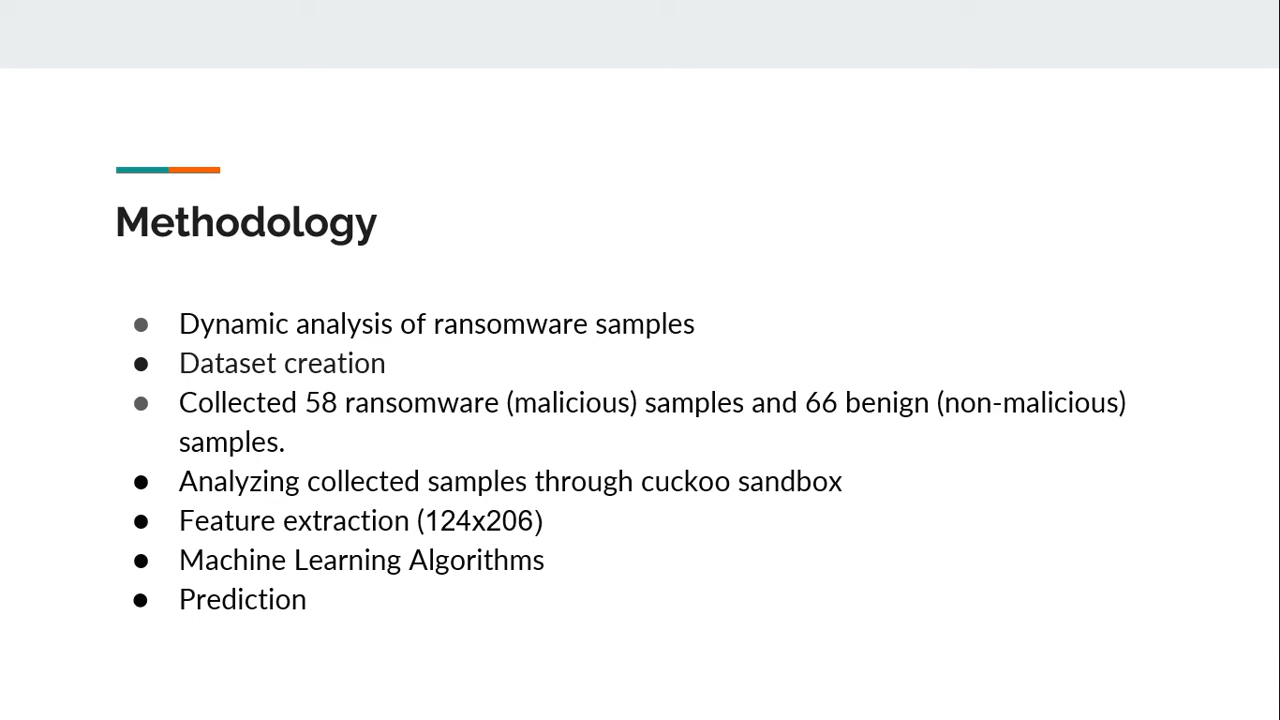 Methodology
● Dynamic analysis of ransomware samples
● Dataset creation
● Collected 58 ransomware (malicious) samples and 66 benign (non-malicious)
samples.
● Analyzing collected samples through cuckoo sandbox
● Feature extraction (124x206)
● Machine Learning Algorithms
● Prediction